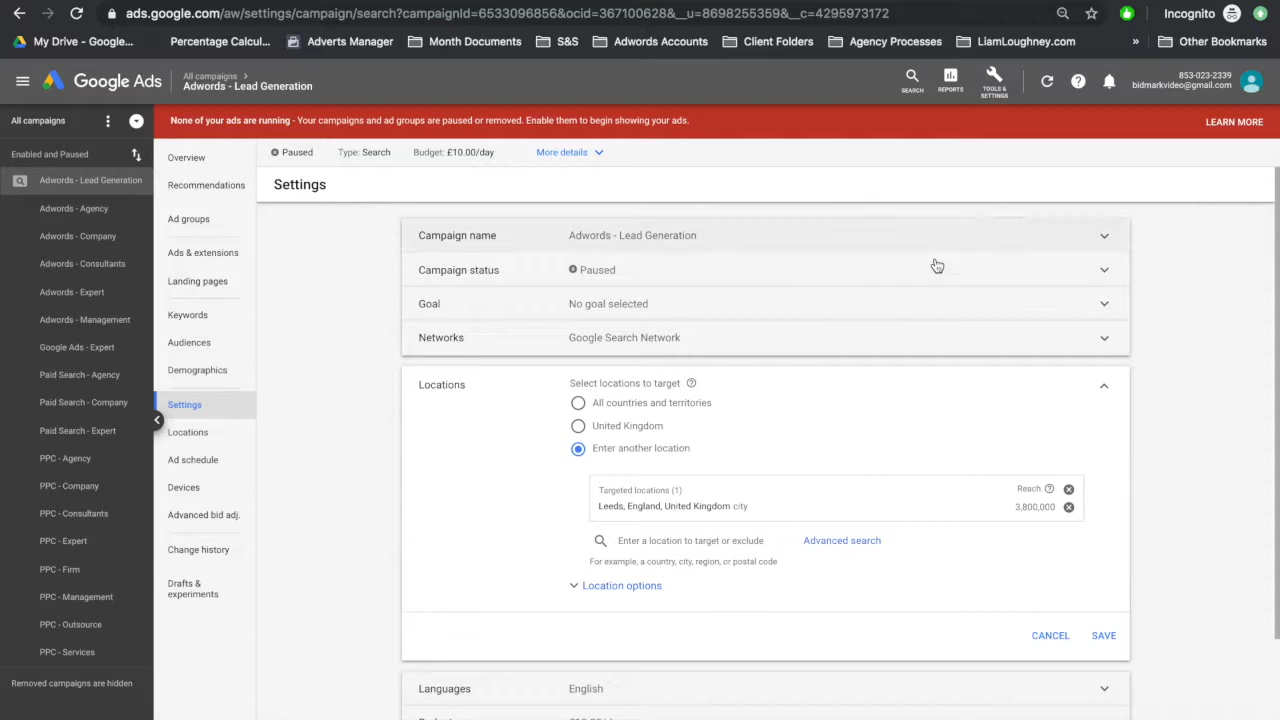 ads.google.com/aw/settings/campaign/search?campaignId=6533096856&ocid=367100628&__u=8698255359&__c=4295973172
Incognito
My Drive - Google...
Percentage Calcul...
Adverts Manager
Month Documents
S&S
Adwords Accounts
Client Folders
Agency Processes
LiamLoughney.com
»
Other Bookmarks
Google Ads
All campaigns >
Adwords - Lead Generation
SEARCH
REPORTS
TOOLS &
SETTINGS
853-023-2339
bidmarkvideo@gmail.com
All campaigns
None of your ads are running - Your campaigns and ad groups are paused or removed. Enable them to begin showing your ads.
LEARN MORE
Enabled and Paused
Adwords - Lead Generation
Adwords - Agency
Adwords - Company
Adwords - Consultants
Adwords - Expert
Adwords - Management
Google Ads - Expert
Paid Search - Agency
Paid Search - Company
Paid Search - Expert
PPC - Agency
PPC - Company
PPC - Consultants
PPC - Expert
PPC - Firm
PPC - Management
PPC - Outsource
PPC - Services
Removed campaigns are hidden
Overview
Recommendations
Ad groups
Ads & extensions
Landing pages
Keywords
Audiences
Demographics
Settings
Locations
Ad schedule
Devices
Advanced bid adj.
Change history
Drafts &
experiments
Paused
Type: Search
Budget: £10.00/day
More details
Settings
Campaign name
Adwords - Lead Generation
Campaign status
Paused
Goal
No goal selected
Networks
Google Search Network
Locations
Select locations to target
All countries and territories
United Kingdom
Enter another location
Targeted locations (1)
Reach
Leeds, England, United Kingdom city
3,800,000
Enter a location to target or exclude
Advanced search
For example, a country, city, region, or postal code
Location options
CANCEL
SAVE
Languages
English